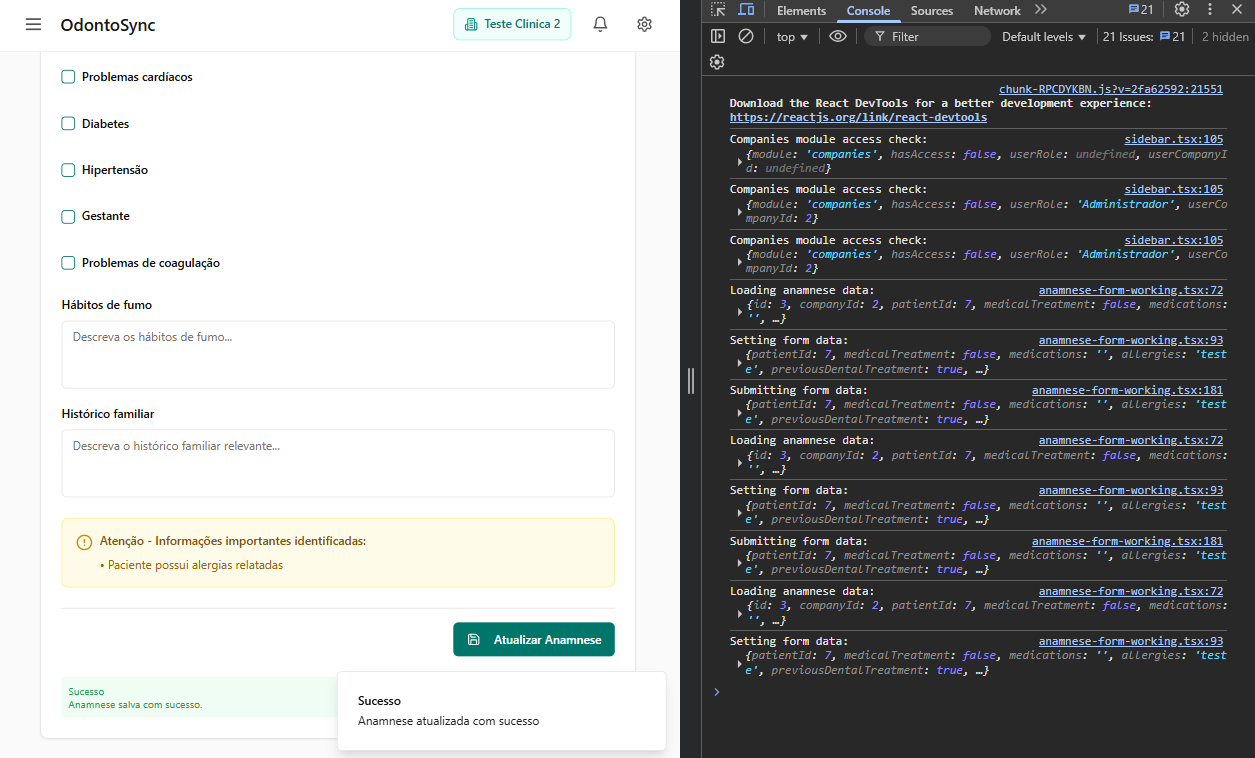 OdontoSync
Teste Clinica 2
Problemas cardíacos
Diabetes
Hipertensão
Gestante
Problemas de coagulação
Hábitos de fumo
Descreva os hábitos de fumo...
Histórico familiar
Descreva o histórico familiar relevante...
Atenção - Informações importantes identificadas:
• Paciente possui alergias relatadas
Atualizar Anamnese
Sucesso
Anamnese salva com sucesso.
Sucesso
Anamnese atualizada com sucesso
Elements Console Sources Network 21
top Filter Default levels 21 Issues: 21 2 hidden
chunk-RPCDYKBN.js?v=2fa62592:21551
Download the React DevTools for a better development experience:
https://reactjs.org/link/react-devtools
Companies module access check: sidebar.tsx:105
{module: 'companies', hasAccess: false, userRole: undefined, userCompanyI
d: undefined}
Companies module access check: sidebar.tsx:105
{module: 'companies', hasAccess: false, userRole: 'Administrador', userCo
mpanyId: 2}
Companies module access check: sidebar.tsx:105
{module: 'companies', hasAccess: false, userRole: 'Administrador', userCo
mpanyId: 2}
Loading anamnese data: anamnese-form-working.tsx:72
{id: 3, companyId: 2, patientId: 7, medicalTreatment: false, medications:
'', …}
Setting form data: anamnese-form-working.tsx:93
{patientId: 7, medicalTreatment: false, medications: '', allergies: 'test
e', previousDentalTreatment: true, …}
Submitting form data: anamnese-form-working.tsx:181
{patientId: 7, medicalTreatment: false, medications: '', allergies: 'test
e', previousDentalTreatment: true, …}
Loading anamnese data: anamnese-form-working.tsx:72
{id: 3, companyId: 2, patientId: 7, medicalTreatment: false, medications:
'', …}
Setting form data: anamnese-form-working.tsx:93
{patientId: 7, medicalTreatment: false, medications: '', allergies: 'test
e', previousDentalTreatment: true, …}
Submitting form data: anamnese-form-working.tsx:181
{patientId: 7, medicalTreatment: false, medications: '', allergies: 'test
e', previousDentalTreatment: true, …}
Loading anamnese data: anamnese-form-working.tsx:72
{id: 3, companyId: 2, patientId: 7, medicalTreatment: false, medications:
'', …}
Setting form data: anamnese-form-working.tsx:93
{patientId: 7, medicalTreatment: false, medications: '', allergies: 'test
e', previousDentalTreatment: true, …}